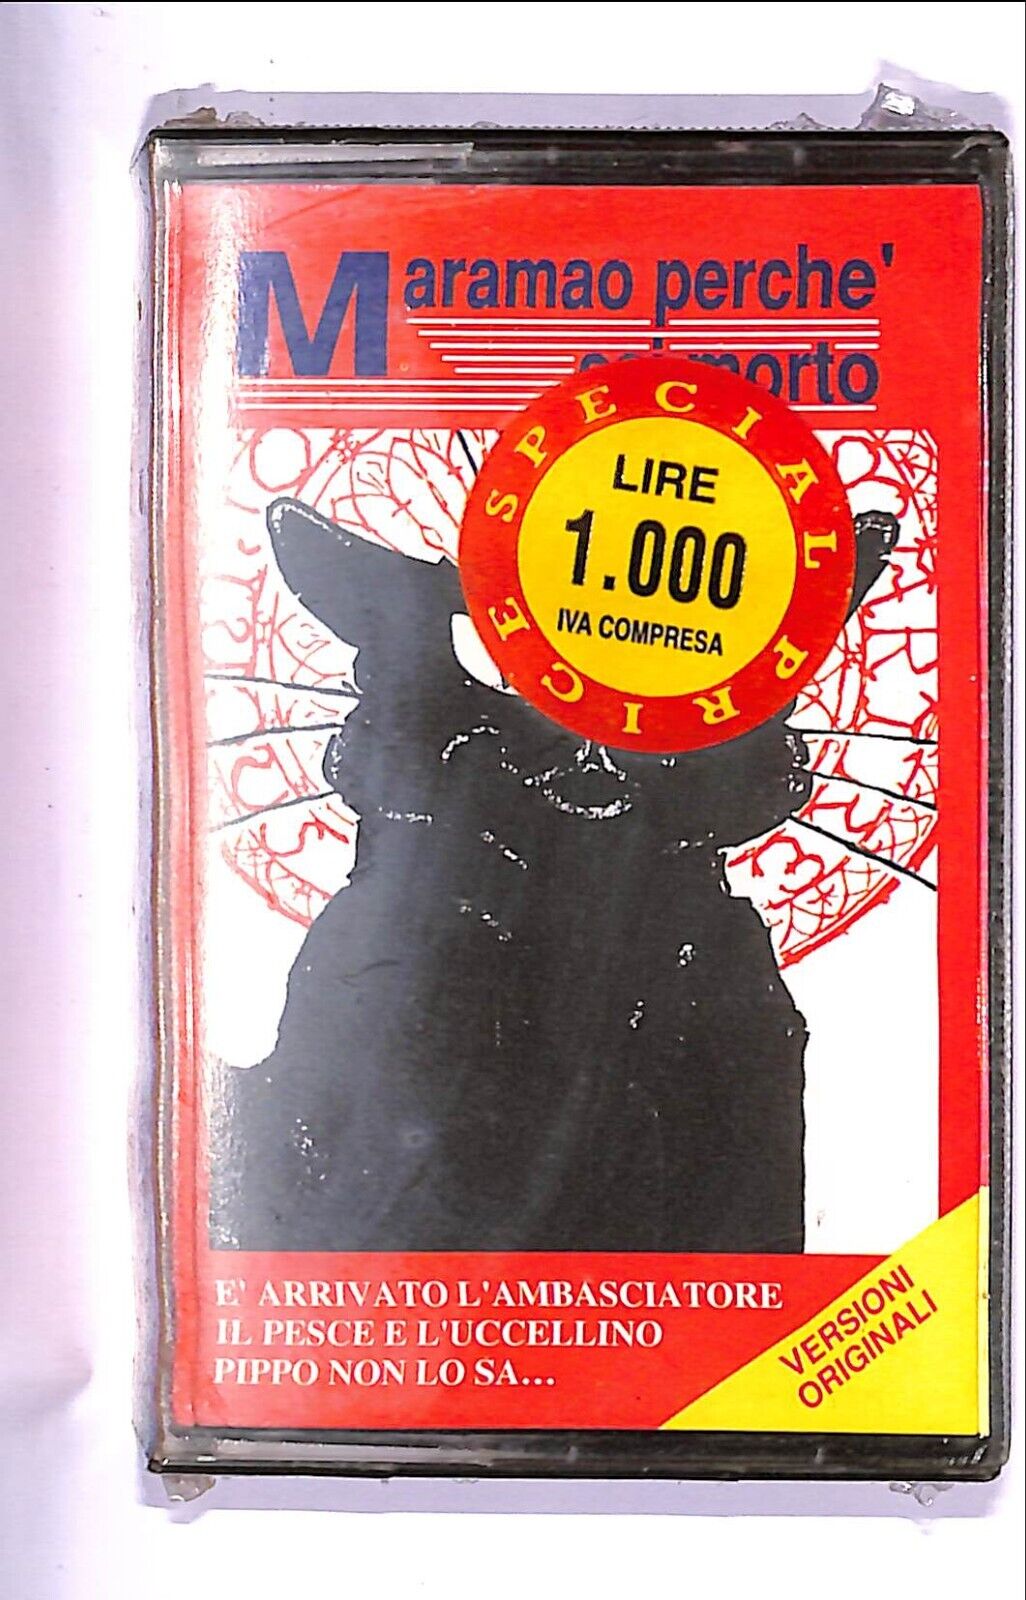 Maramao perche'
morto
SPECIAL PRICE
LIRE
1.000
IVA COMPRESA
E' ARRIVATO L'AMBASCIATORE
IL PESCE E L'UCCELLINO
PIPPO NON LO SA...
VERSIONI
ORIGINALI